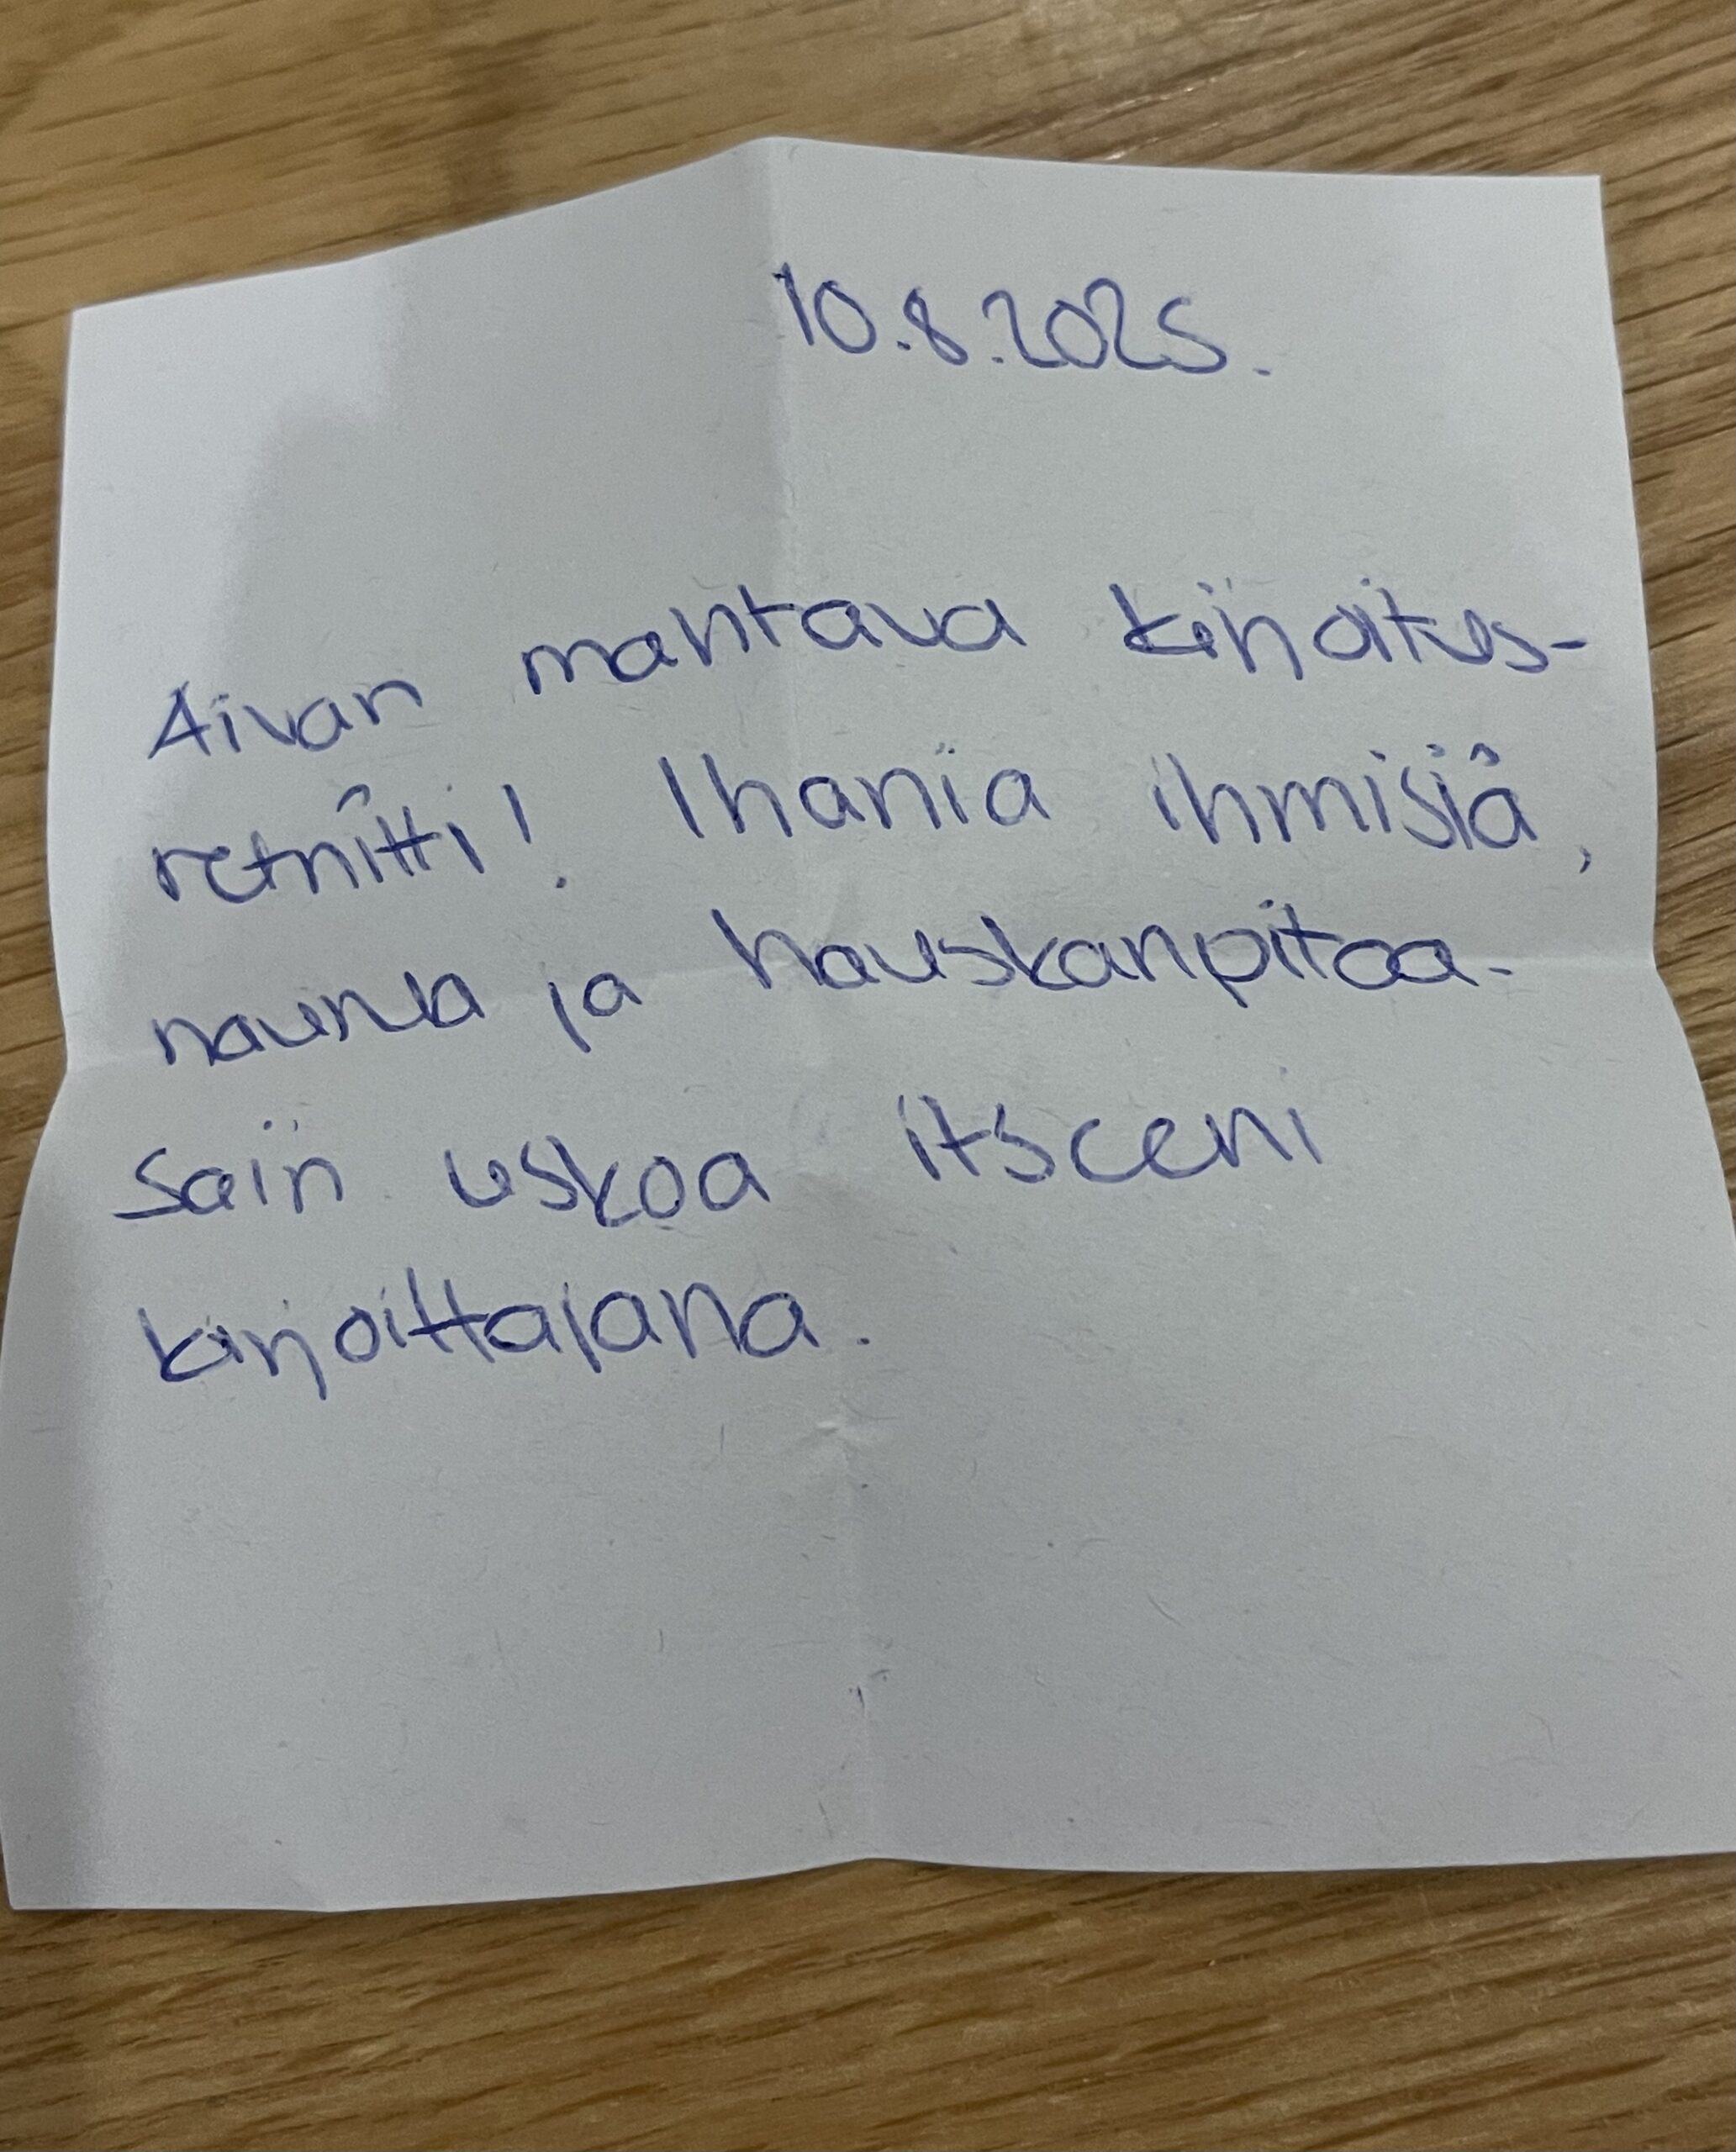 10.8.2025.
Aivan mahtava kirjoitus-
retriitti! Ihania ihmisiä,
naurua ja hauskanpitoa.
Sain uskoa itseeni
kirjoittajana.